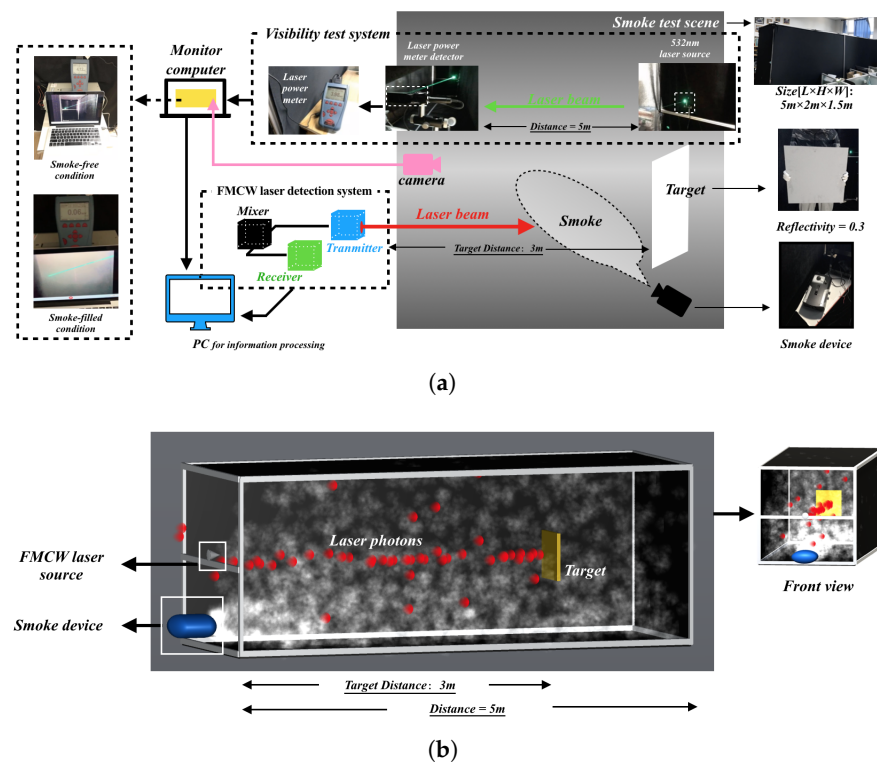 Smoke test scene
Visibility test system
Monitor
computer
Laser power
meter detector
532nm
laser source
Laser
power
meter
Laser beam
Distance = 5m
Size[L×H×W]:
5m×2m×1.5m
Smoke-free
condition
camera
FMCW laser detection system
Mixer
Tranmitter
Receiver
Laser beam
Smoke
Target
Target Distance: 3m
Reflectivity = 0.3
Smoke-filled
condition
PC for information processing
Smoke device
(a)
Laser photons
Target
FMCW laser
source
Smoke device
Front view
Target Distance: 3m
Distance = 5m
(b)